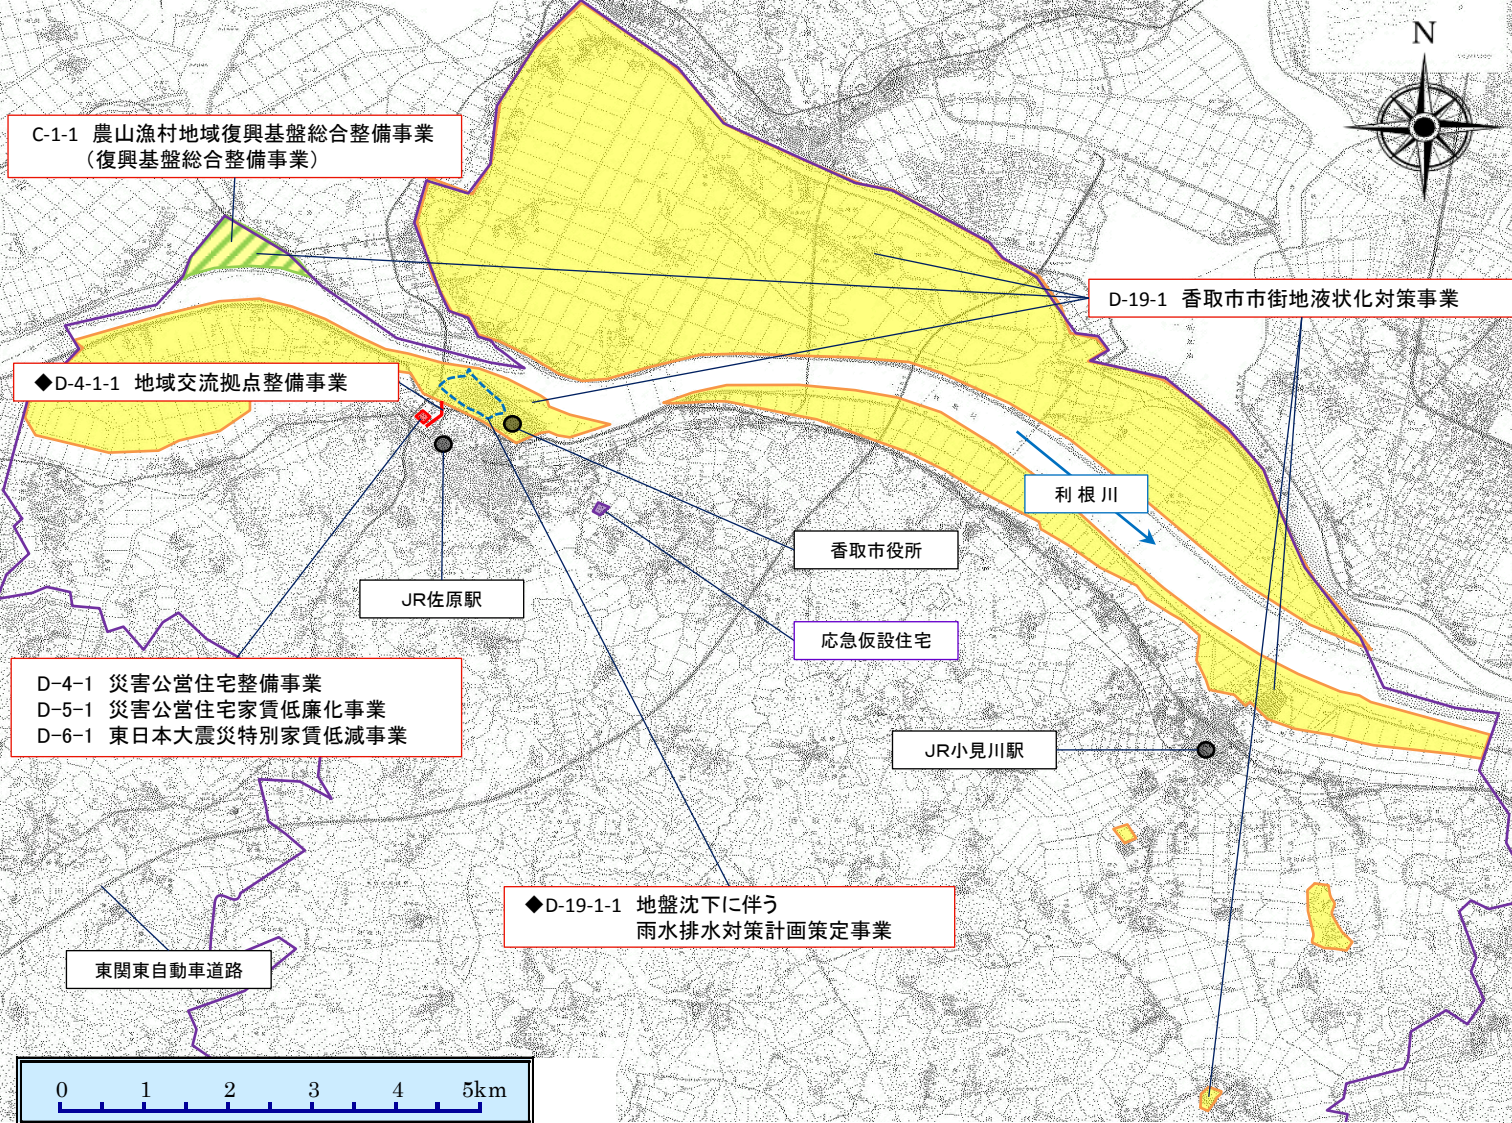 N
C-1-1 農山漁村地域復興基盤総合整備事業
（復興基盤総合整備事業）
D-19-1 香取市市街地液状化対策事業
◆D-4-1-1 地域交流拠点整備事業
利根川
香取市役所
JR佐原駅
応急仮設住宅
D-4-1 災害公営住宅整備事業
D-5-1 災害公営住宅家賃低廉化事業
D-6-1 東日本大震災特別家賃低減事業
JR小見川駅
◆D-19-1-1 地盤沈下に伴う
雨水排水対策計画策定事業
東関東自動車道路
0 1 2 3 4 5km